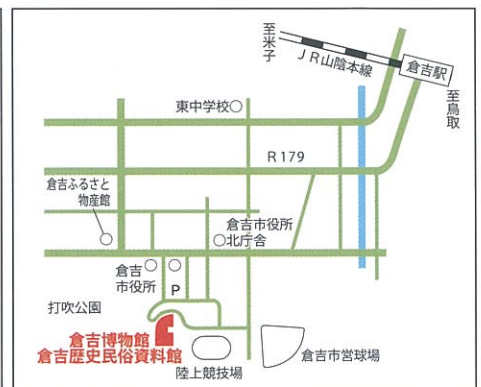 至米子
JR山陰本線
倉吉駅
至鳥取
東中学校
R179
倉吉ふるさと
物産館
倉吉市役所
北庁舎
倉吉
市役所
P
打吹公園
倉吉博物館
倉吉歴史民俗資料館
陸上競技場
倉吉市営球場